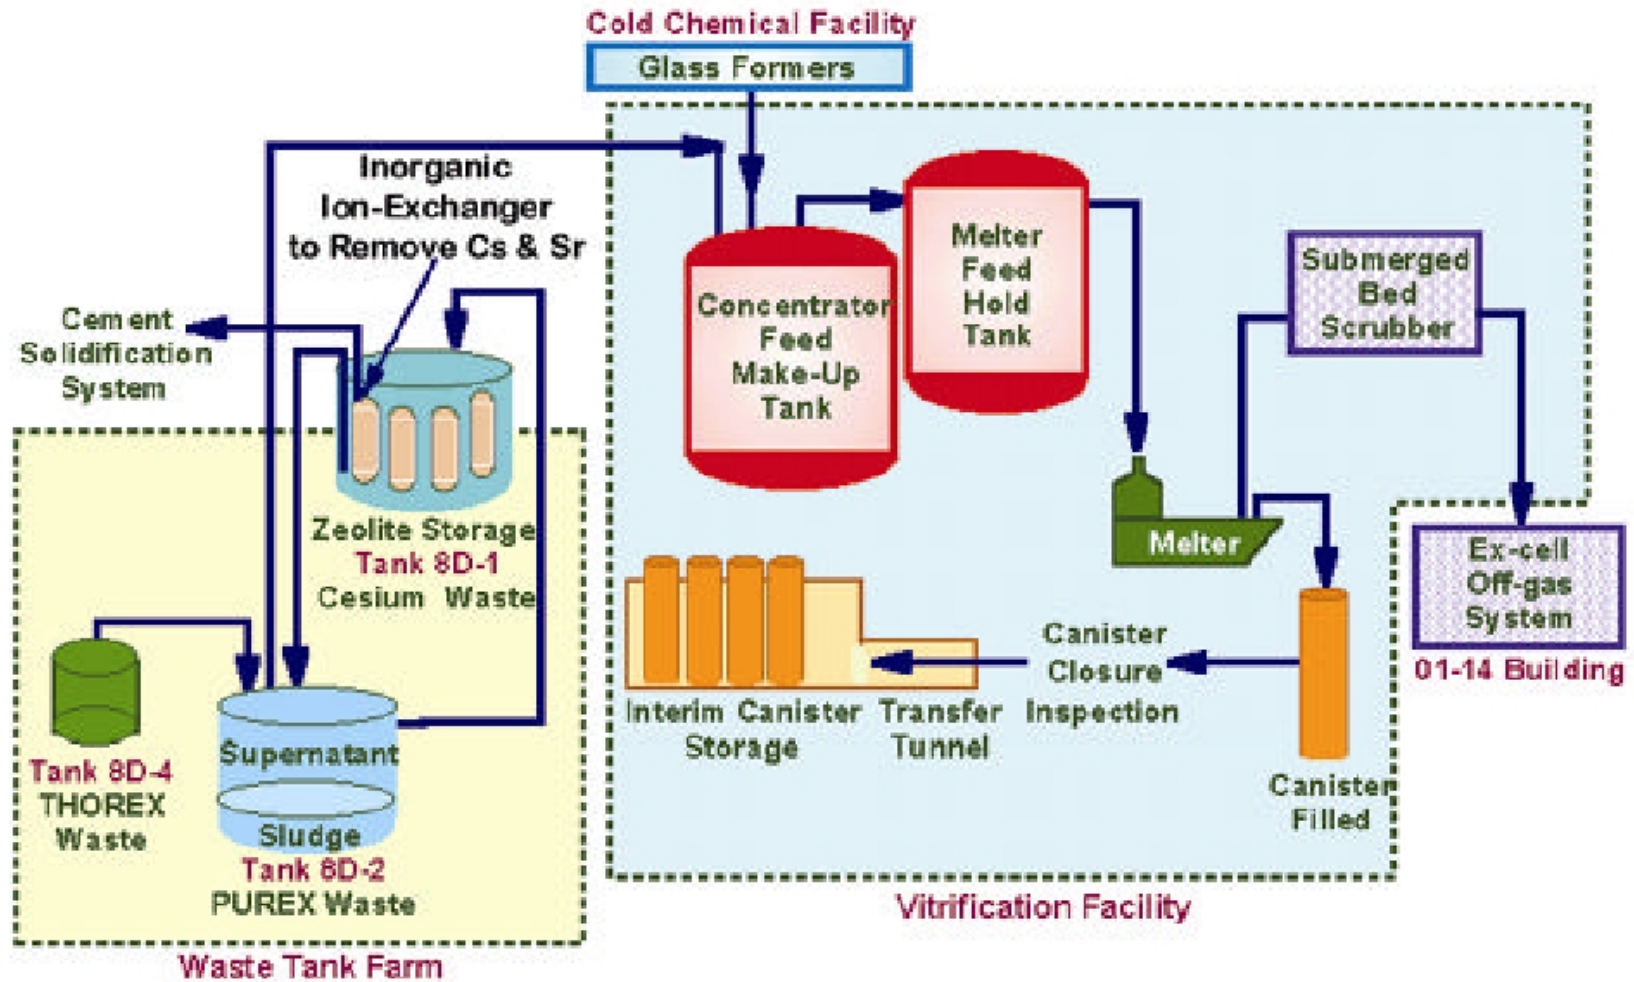 Cold Chemical Facility
Glass Formers
Inorganic
Ion-Exchanger
to Remove Cs & Sr
Cement
Solidification
System
Zeolite Storage
Tank 8D-1
Cesium Waste
Tank 8D-4
THOREX
Waste
Supernatant
Sludge
Tank 8D-2
PUREX Waste
Waste Tank Farm
Concentrator
Feed
Make-Up
Tank
Melter
Feed
Hold
Tank
Submerged
Bed
Scrubber
Melter
Ex-cell
Off-gas
System
01-14 Building
Canister
Closure
Inspection
Interim Canister
Storage
Transfer
Tunnel
Canister
Filled
Vitrification Facility